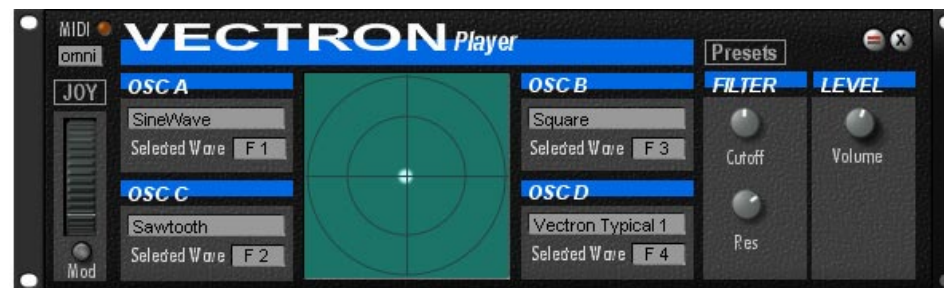 MIDI
omni
VECTRON Player
Presets
X
JOY
OSC A
SineWave
Selected Wave F 1
OSC B
Square
Selected Wave F 3
FILTER
Cutoff
Res
LEVEL
Volume
OSC C
Sawtooth
Selected Wave F 2
OSC D
Vectron Typical 1
Selected Wave F 4
Mod